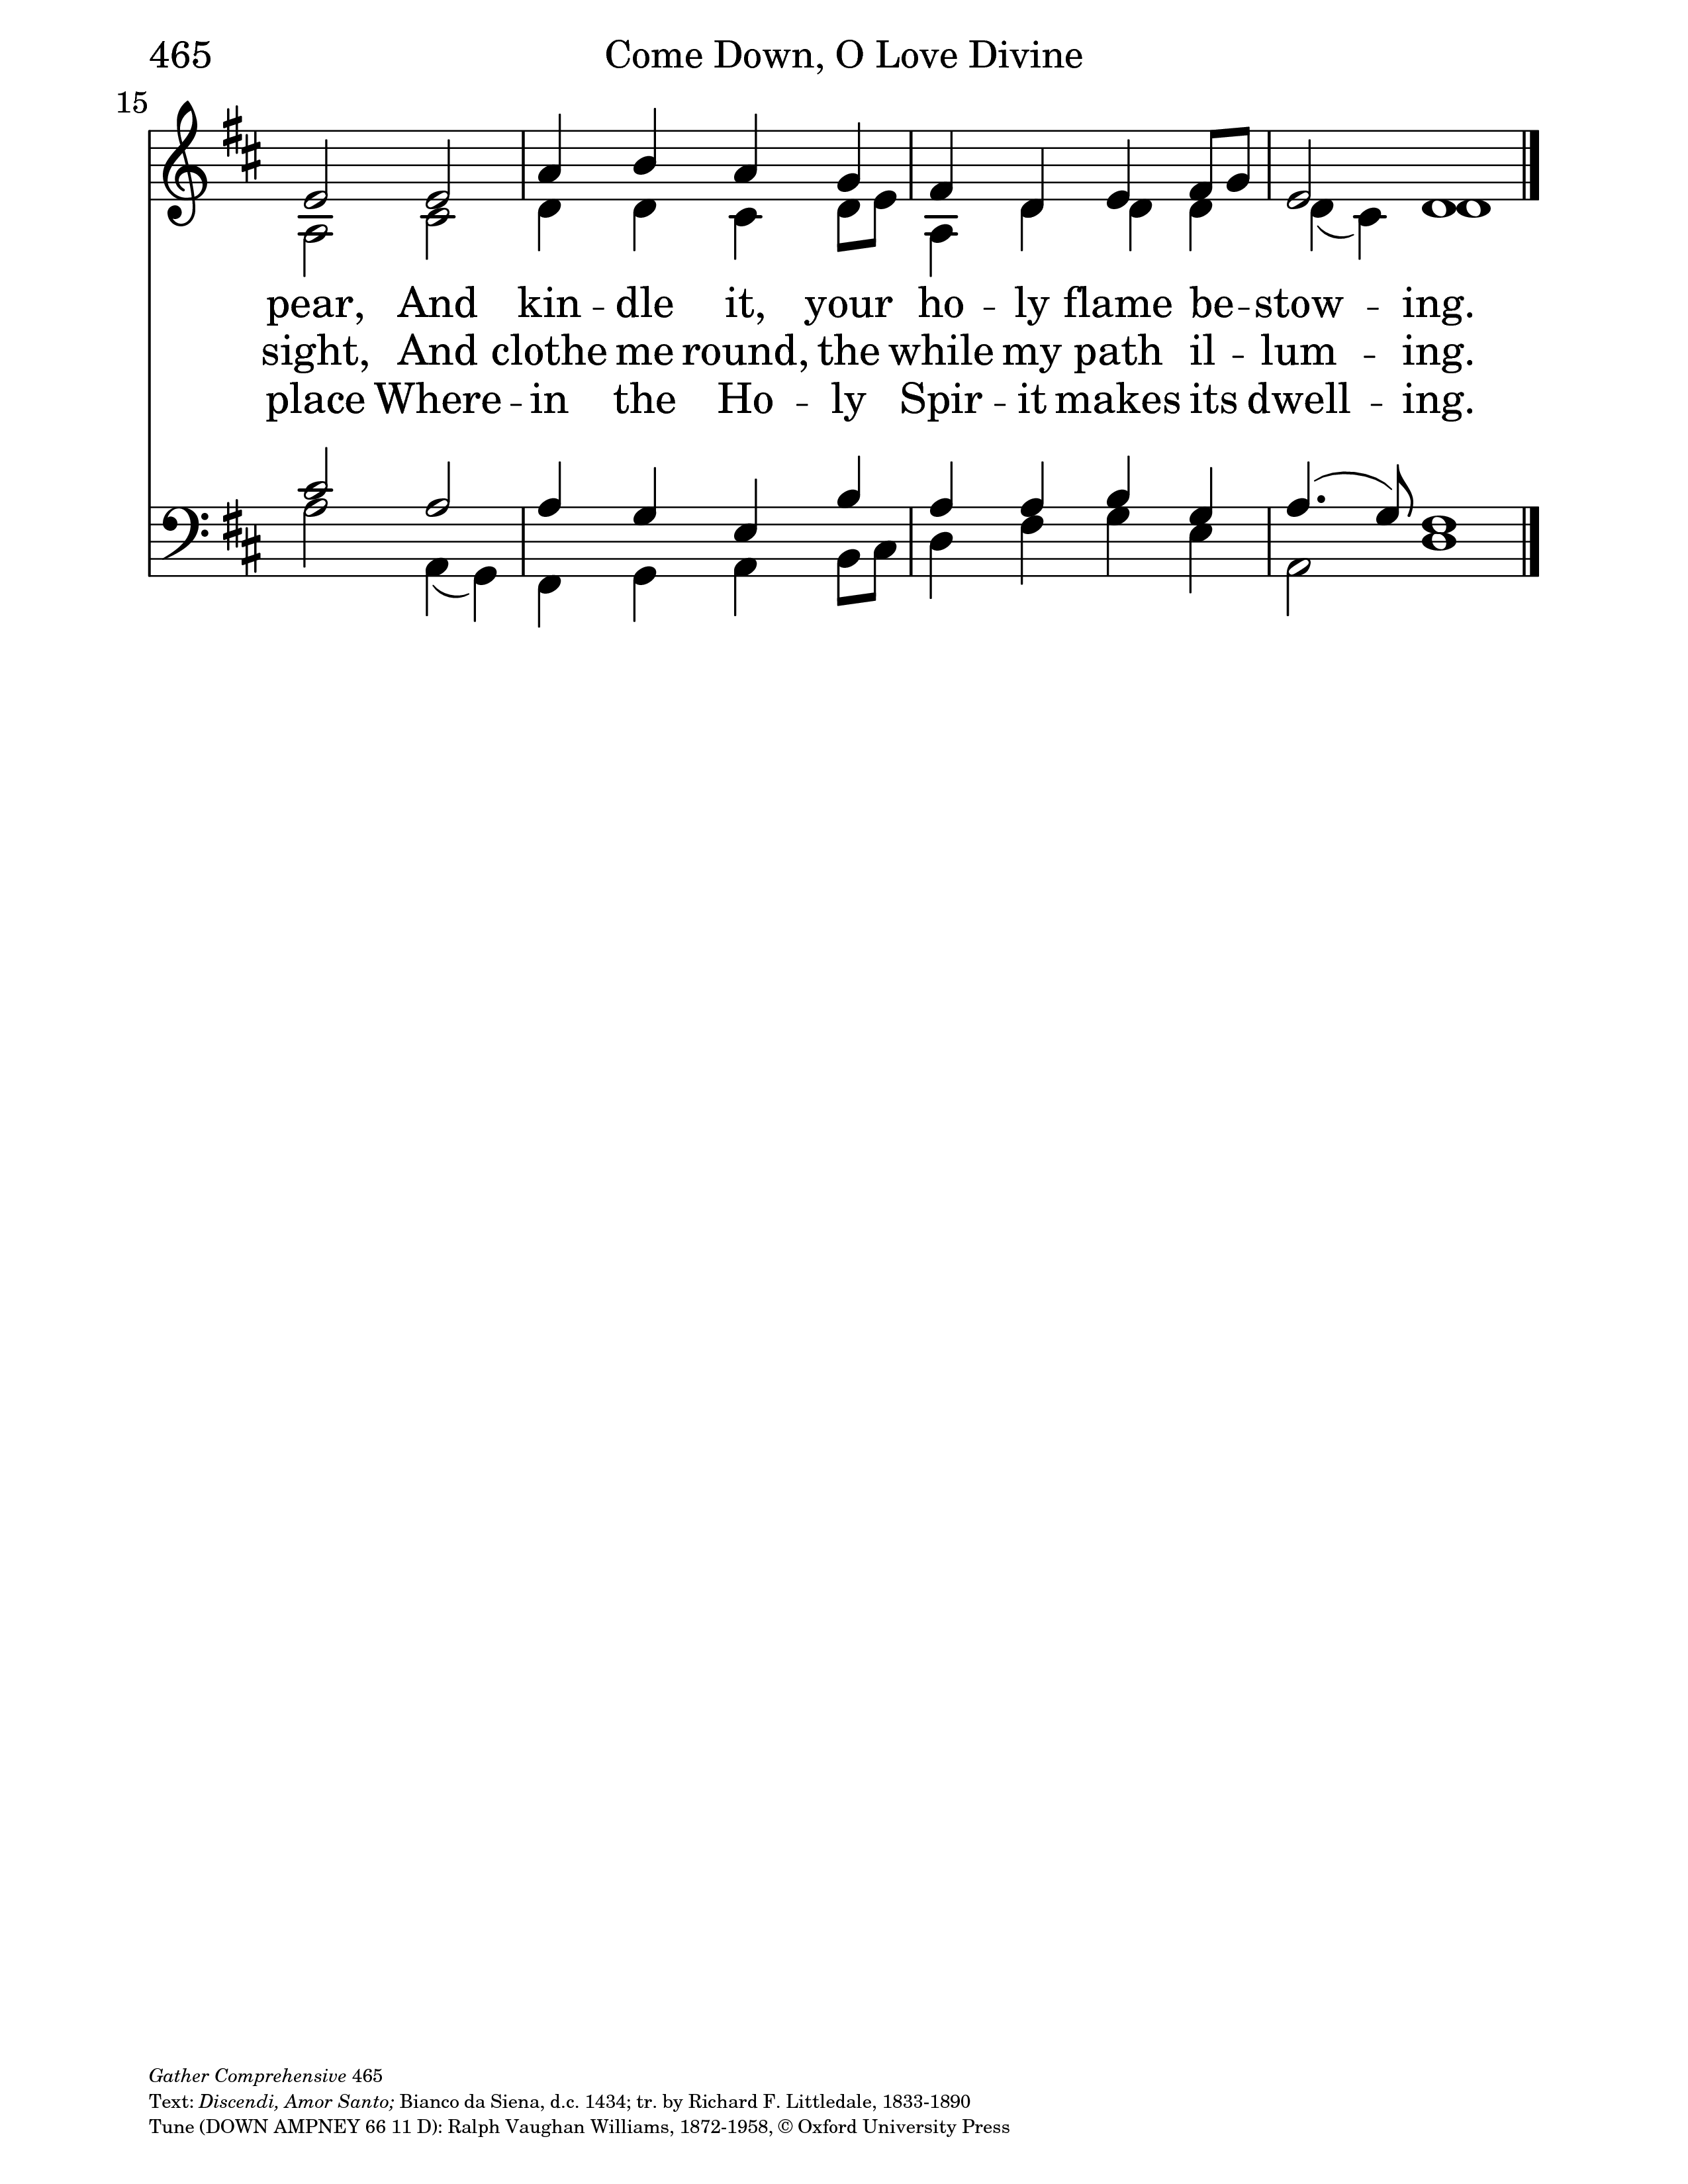 465 Come Down, O Love Divine
15
pear, And kin - dle it, your ho - ly flame be - stow - ing.
sight, And clothe me round, the while my path il - lum - ing.
place Where - in the Ho - ly Spir - it makes its dwell - ing.
Gather Comprehensive 465
Text: Discendi, Amor Santo; Bianco da Siena, d.c. 1434; tr. by Richard F. Littledale, 1833-1890
Tune (DOWN AMPNEY 66 11 D): Ralph Vaughan Williams, 1872-1958, © Oxford University Press